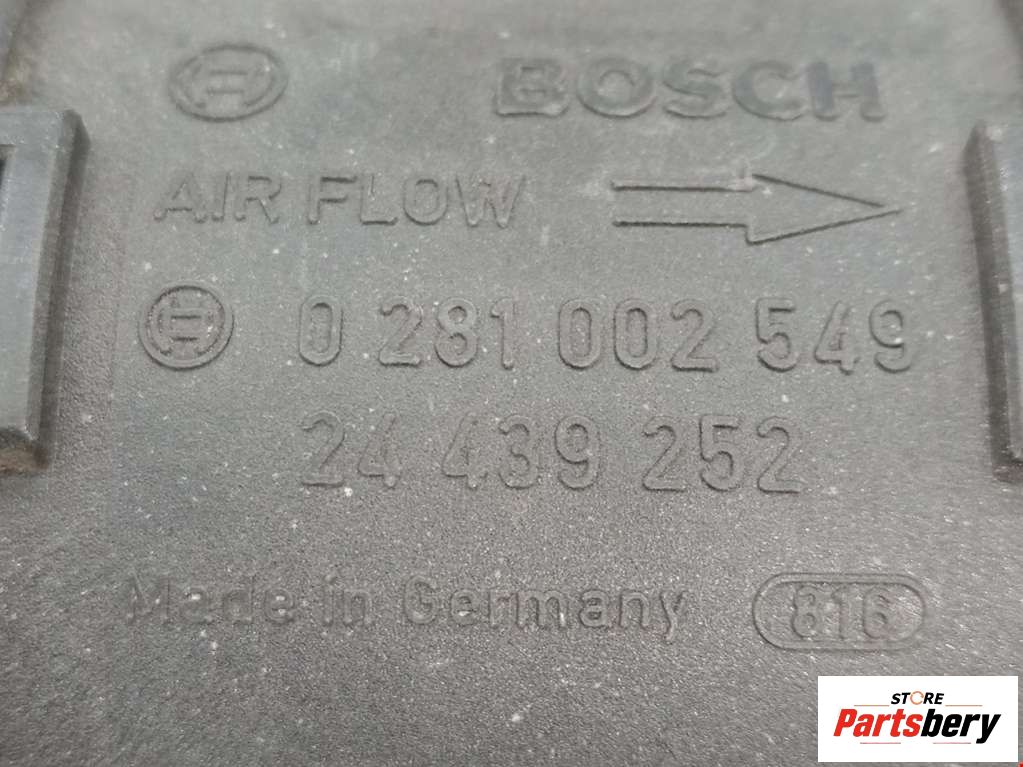 BOSCH
AIR FLOW
0 281 002 549
24 439 252
Made in Germany 816
STORE
Partsbery